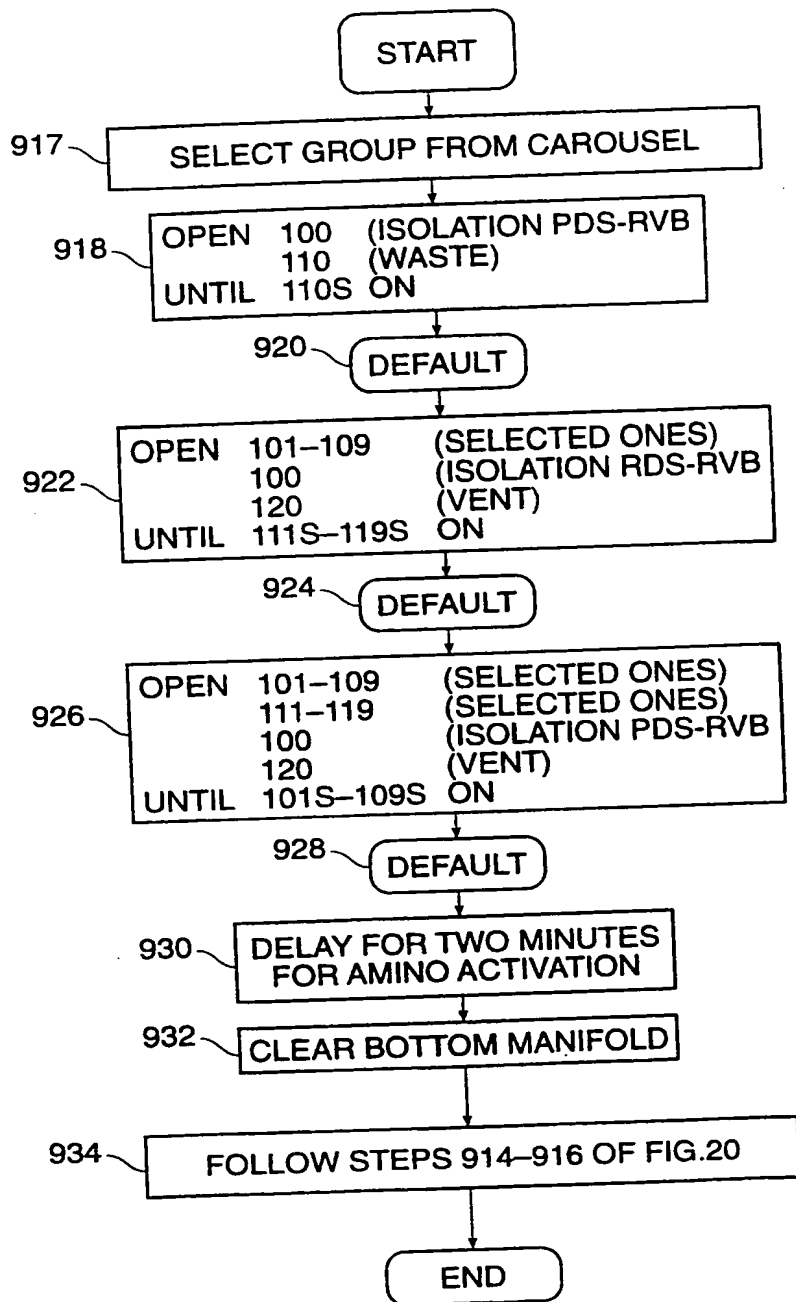 START
917
SELECT GROUP FROM CAROUSEL
918
OPEN 100 (ISOLATION PDS-RVB
110 (WASTE)
UNTIL 110S ON
920
DEFAULT
922
OPEN 101–109 (SELECTED ONES)
100 (ISOLATION RDS-RVB
120 (VENT)
UNTIL 111S–119S ON
924
DEFAULT
926
OPEN 101–109 (SELECTED ONES)
111–119 (SELECTED ONES)
100 (ISOLATION PDS-RVB
120 (VENT)
UNTIL 101S–109S ON
928
DEFAULT
930
DELAY FOR TWO MINUTES
FOR AMINO ACTIVATION
932
CLEAR BOTTOM MANIFOLD
934
FOLLOW STEPS 914–916 OF FIG.20
END